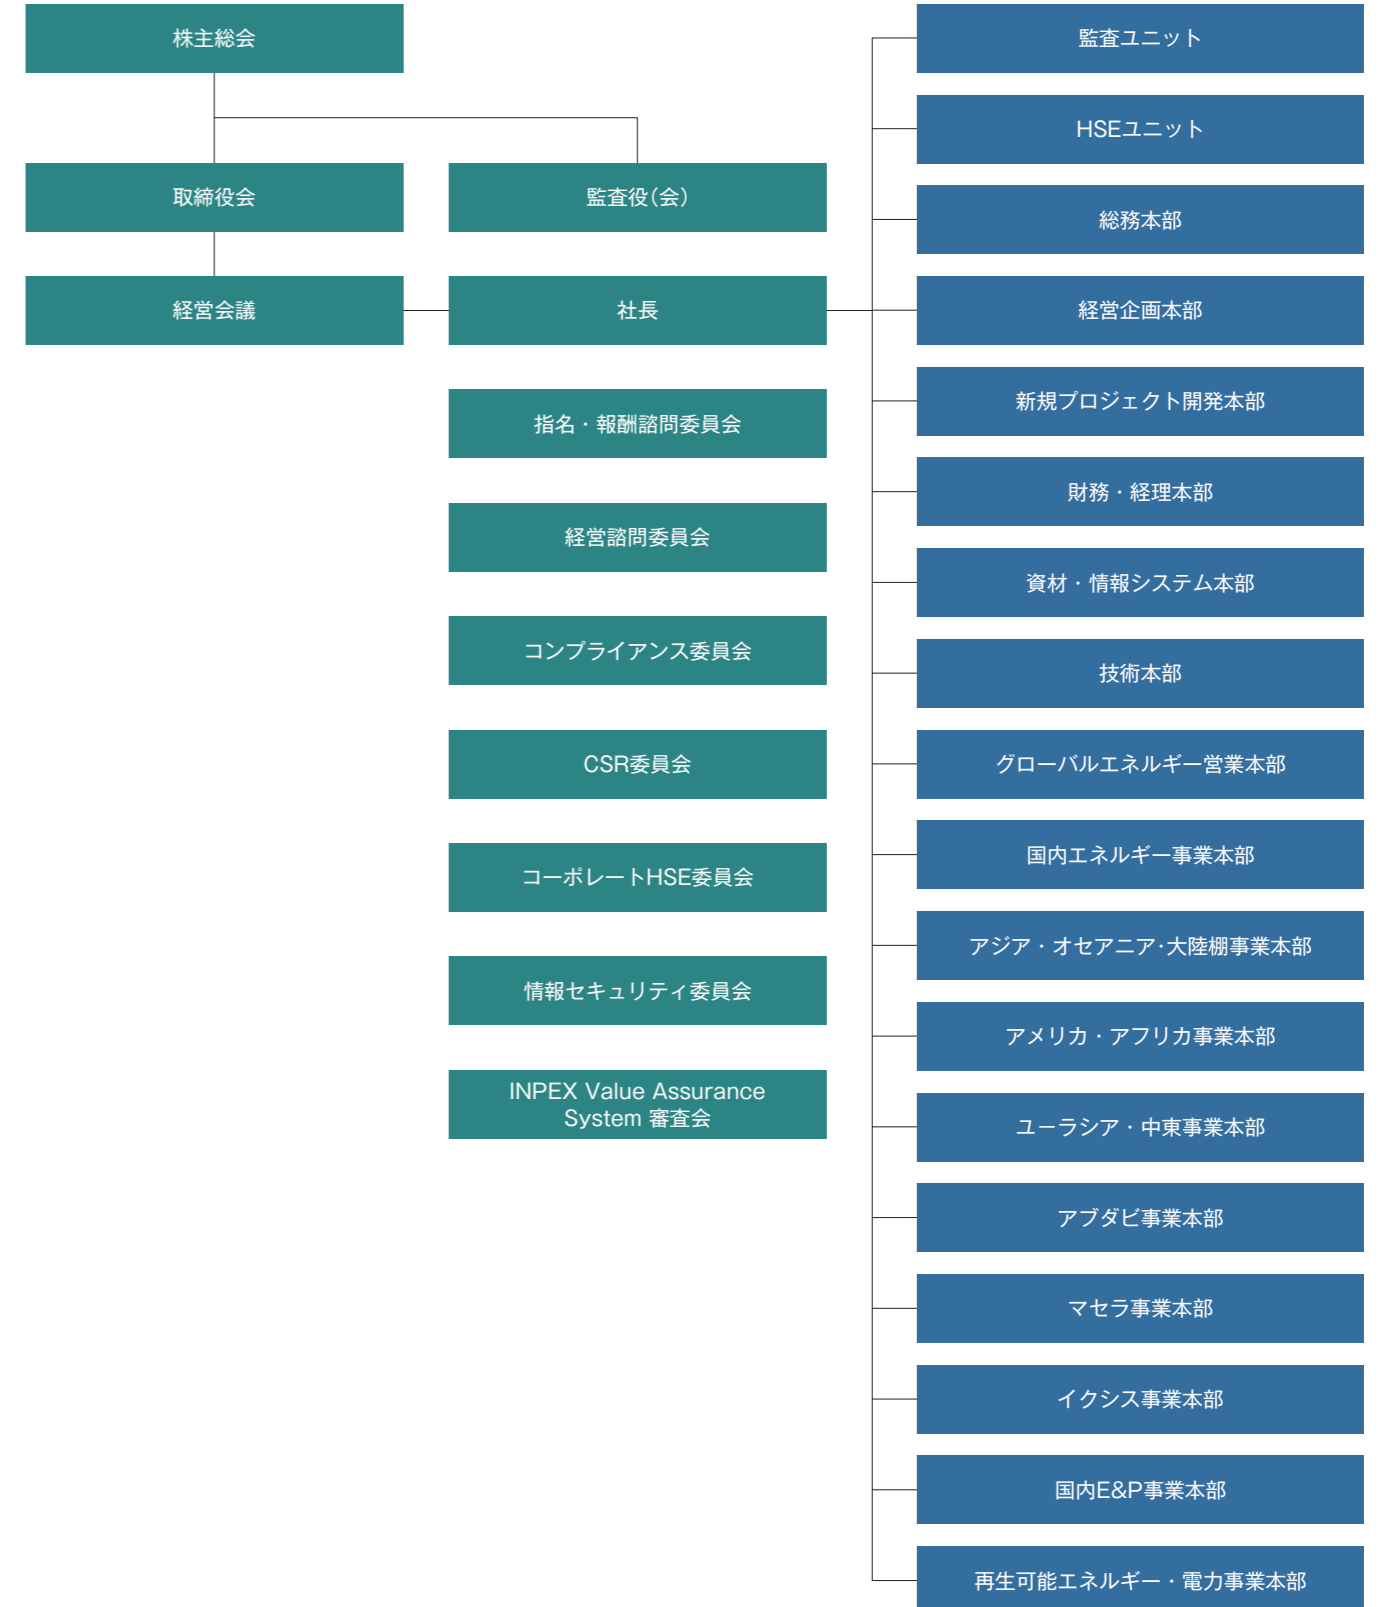 株主総会
取締役会
監査役(会)
経営会議
社長
指名・報酬諮問委員会
経営諮問委員会
コンプライアンス委員会
CSR委員会
コーポレートHSE委員会
情報セキュリティ委員会
INPEX Value Assurance
System 審査会
監査ユニット
HSEユニット
総務本部
経営企画本部
新規プロジェクト開発本部
財務・経理本部
資材・情報システム本部
技術本部
グローバルエネルギー営業本部
国内エネルギー事業本部
アジア・オセアニア・大陸棚事業本部
アメリカ・アフリカ事業本部
ユーラシア・中東事業本部
アブダビ事業本部
マセラ事業本部
イクシス事業本部
国内E&P事業本部
再生可能エネルギー・電力事業本部